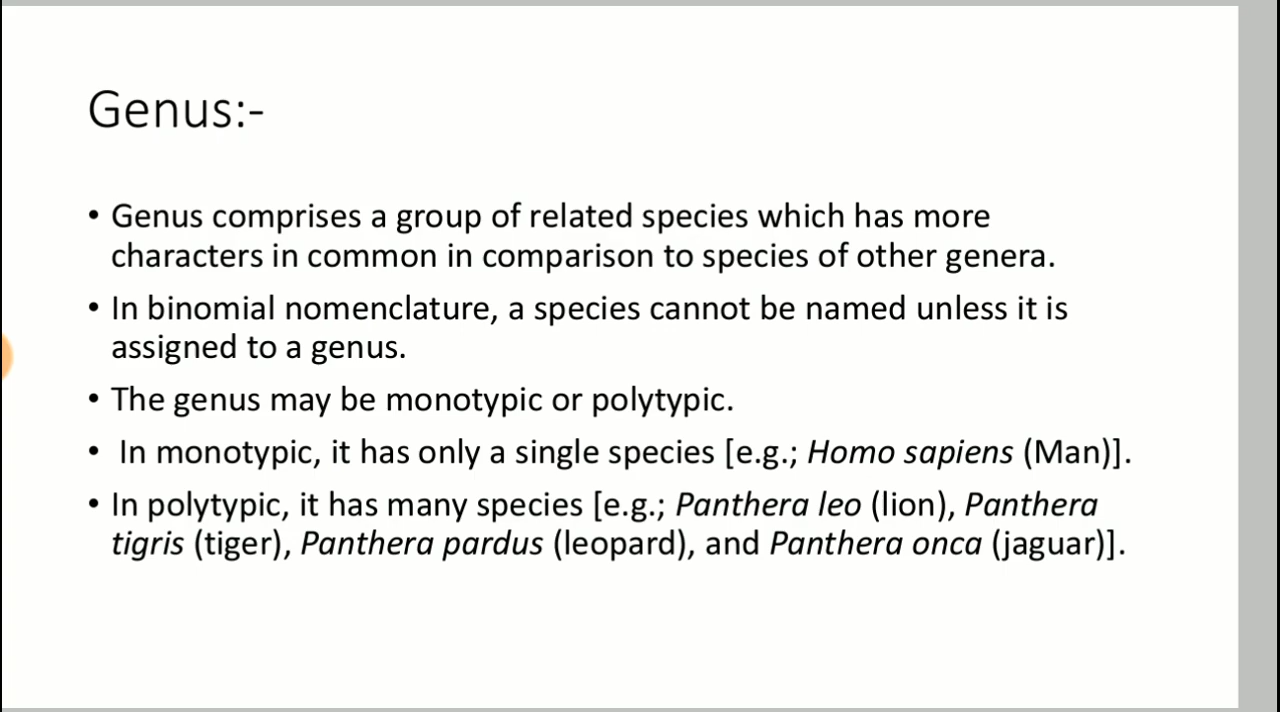 Genus:-
• Genus comprises a group of related species which has more
characters in common in comparison to species of other genera.
• In binomial nomenclature, a species cannot be named unless it is
assigned to a genus.
• The genus may be monotypic or polytypic.
• In monotypic, it has only a single species [e.g.; Homo sapiens (Man)].
• In polytypic, it has many species [e.g.; Panthera leo (lion), Panthera
tigris (tiger), Panthera pardus (leopard), and Panthera onca (jaguar)].